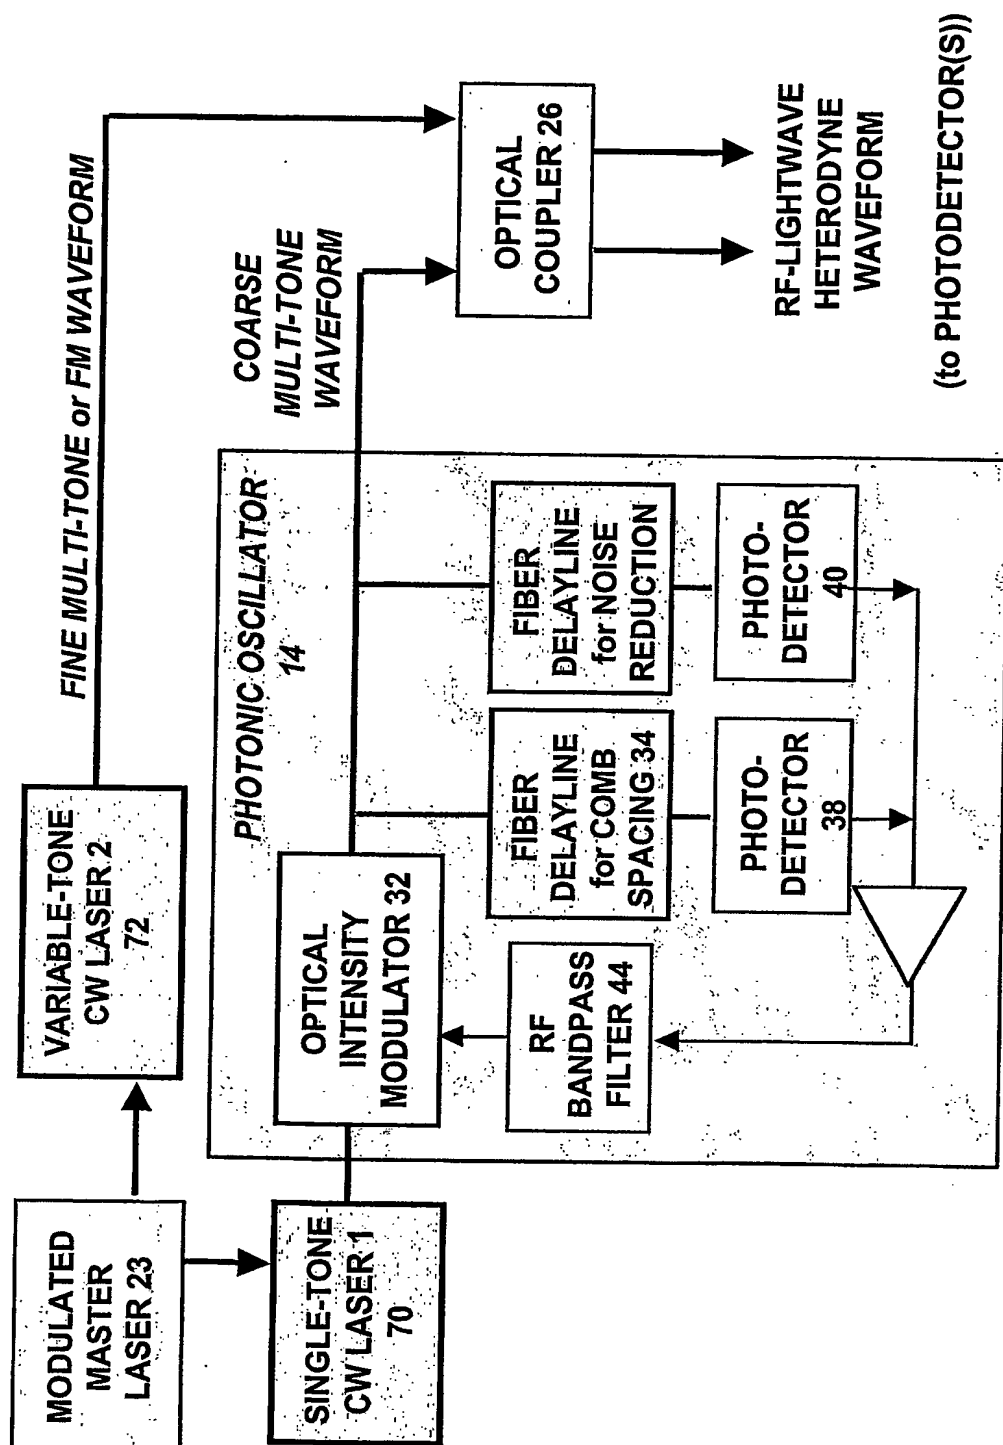 MODULATED
MASTER
LASER 23
VARIABLE-TONE
CW LASER 2
72
FINE MULTI-TONE or FM WAVEFORM
SINGLE-TONE
CW LASER 1
70
PHOTONIC OSCILLATOR
14
OPTICAL
INTENSITY
MODULATOR 32
COARSE
MULTI-TONE
WAVEFORM
OPTICAL
COUPLER 26
RF
BANDPASS
FILTER 44
FIBER
DELAYLINE
for COMB
SPACING 34
FIBER
DELAYLINE
for NOISE
REDUCTION
PHOTO-
DETECTOR
38
PHOTO-
DETECTOR
40
RF-LIGHTWAVE
HETERODYNE
WAVEFORM
(to PHOTODETECTOR(S))